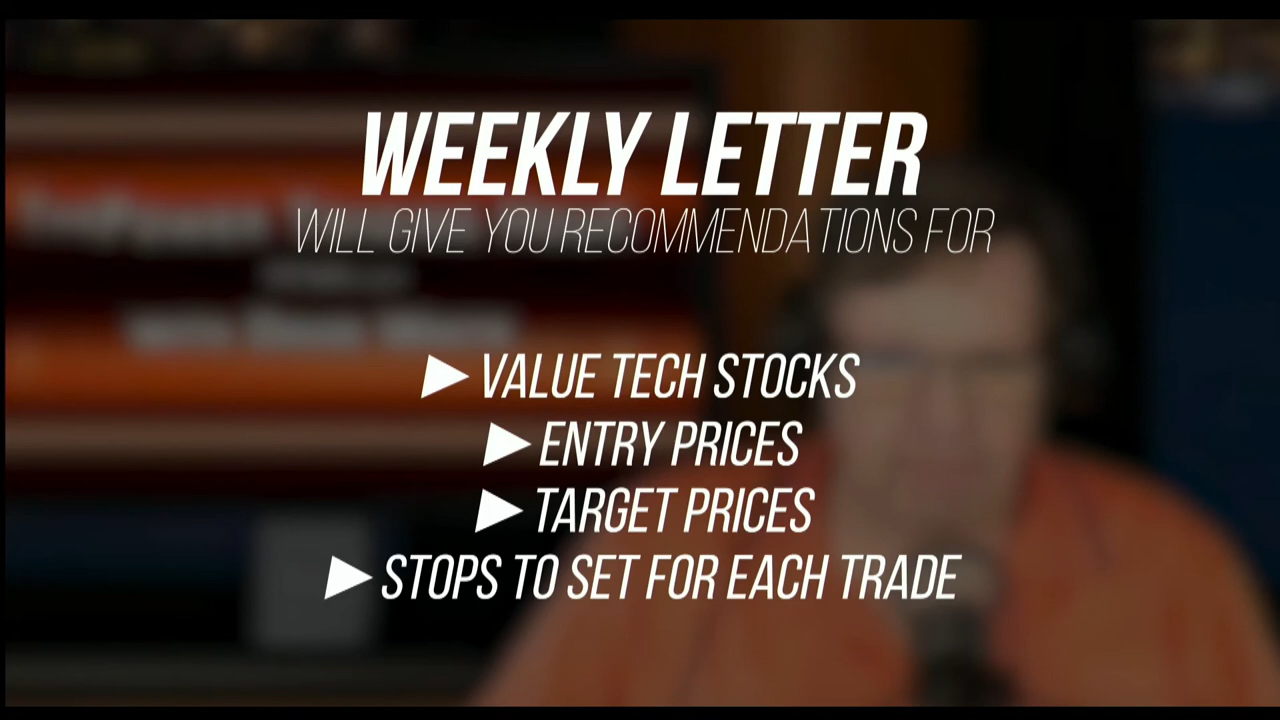 WEEKLY LETTER
WILL GIVE YOU RECOMMENDATIONS FOR
▶ VALUE TECH STOCKS
▶ ENTRY PRICES
▶ TARGET PRICES
▶ STOPS TO SET FOR EACH TRADE